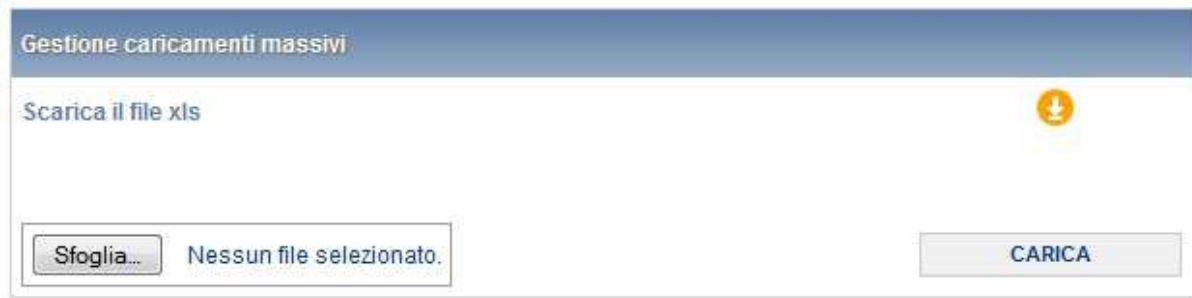 Gestione caricamenti massivi
Scarica il file xls
Sfoglia... Nessun file selezionato. CARICA